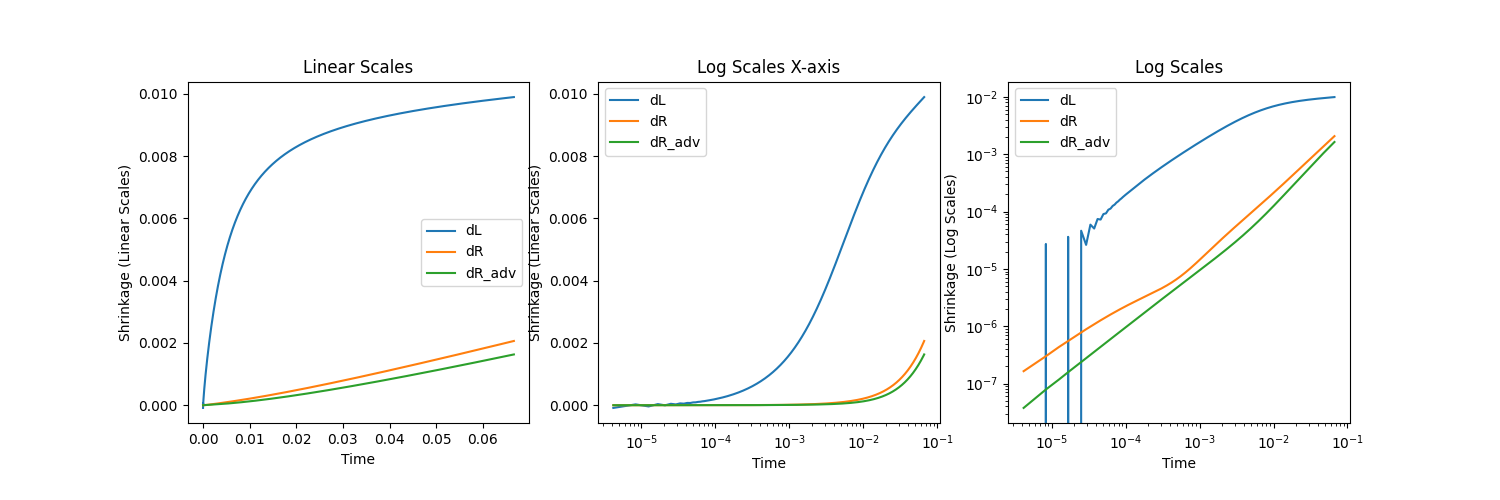 Linear Scales
Shrinkage (Linear Scales)
0.010
0.008
0.006
0.004
0.002
0.000
dL
dR
dR_adv
0.00 0.01 0.02 0.03 0.04 0.05 0.06
Time
Log Scales X-axis
Shrinkage (Linear Scales)
0.010
0.008
0.006
0.004
0.002
0.000
dL
dR
dR_adv
10⁻⁵ 10⁻⁴ 10⁻³ 10⁻² 10⁻¹
Time
Log Scales
Shrinkage (Log Scales)
10⁻²
10⁻³
10⁻⁴
10⁻⁵
10⁻⁶
10⁻⁷
dL
dR
dR_adv
10⁻⁵ 10⁻⁴ 10⁻³ 10⁻² 10⁻¹
Time